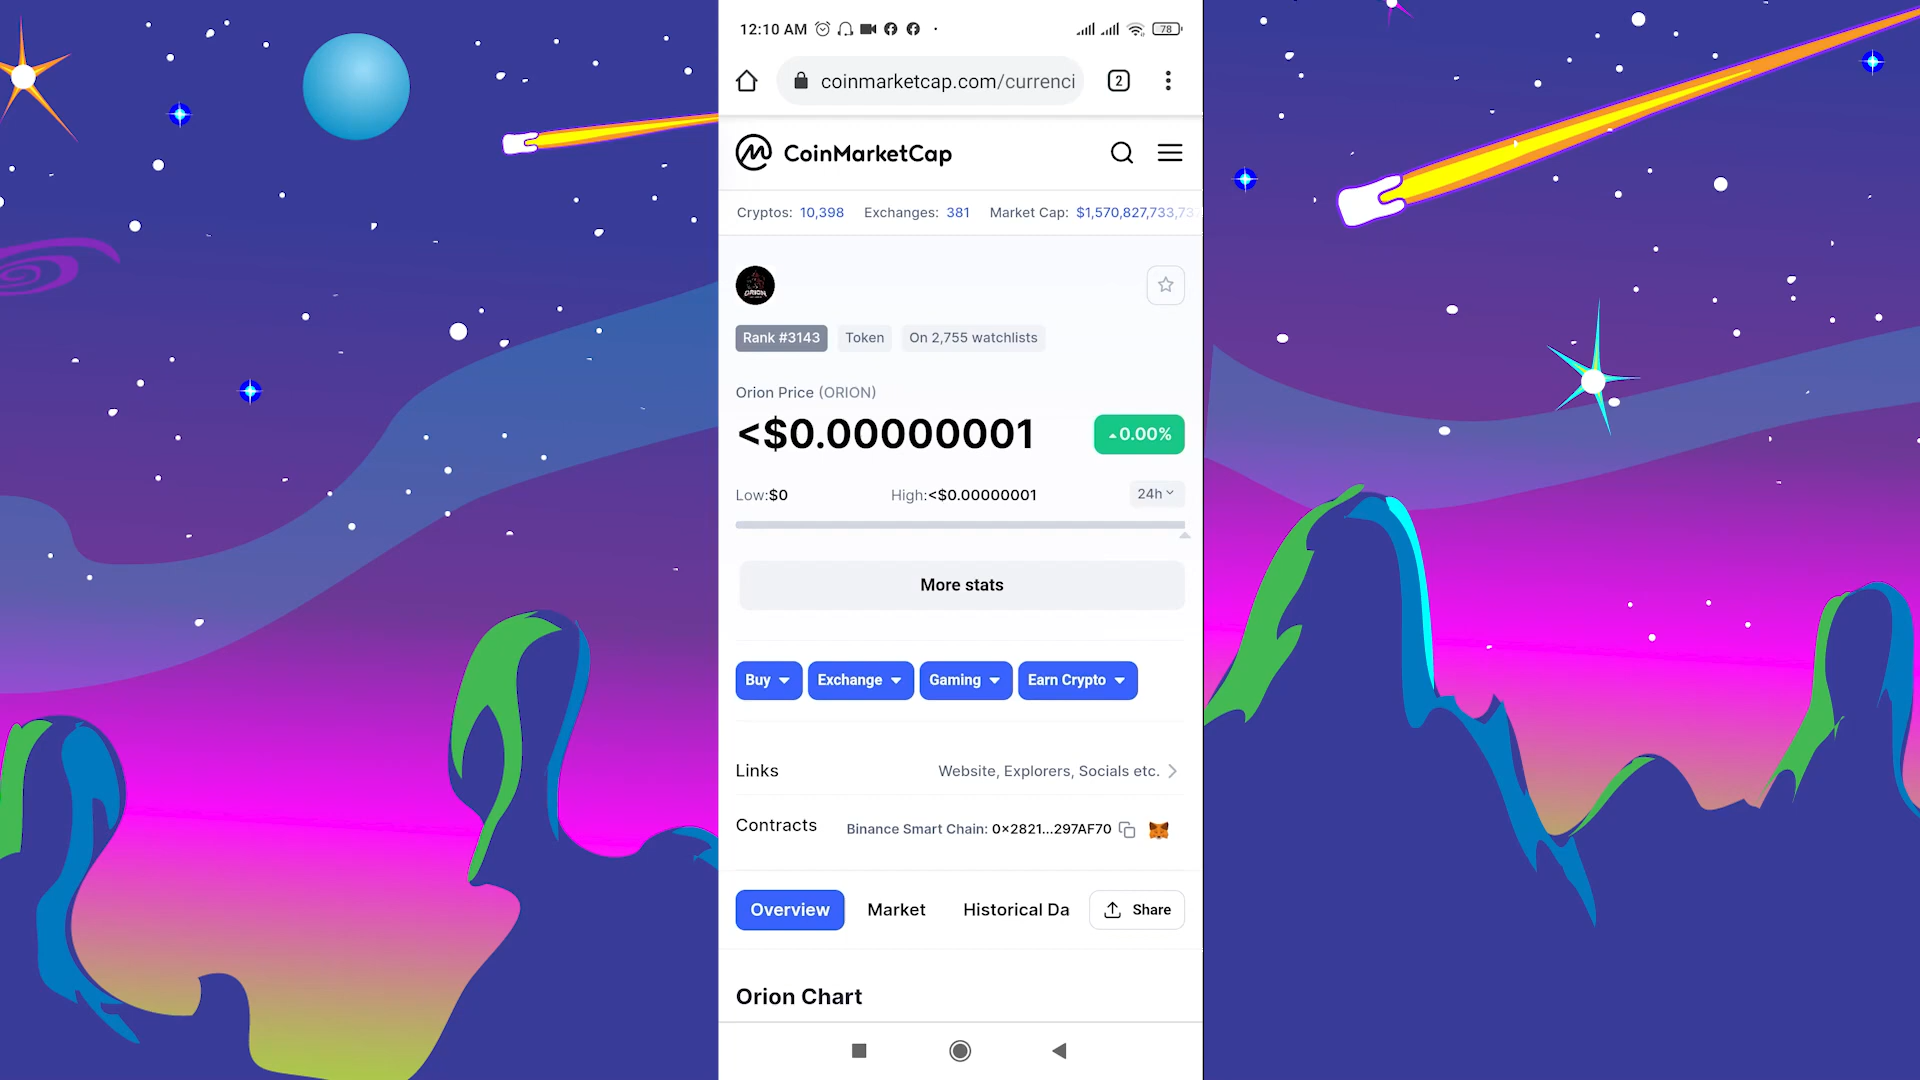 12:10 AM
78
coinmarketcap.com/currenci
2
CoinMarketCap
Cryptos: 10,398 Exchanges: 381 Market Cap: $1,570,827,733,737
ORION
Rank #3143 Token On 2,755 watchlists
Orion Price (ORION)
<$0.00000001 0.00%
Low:$0 High:<$0.00000001 24h
More stats
Buy Exchange Gaming Earn Crypto
Links Website, Explorers, Socials etc.
Contracts Binance Smart Chain: 0x2821...297AF70
Overview Market Historical Da Share
Orion Chart